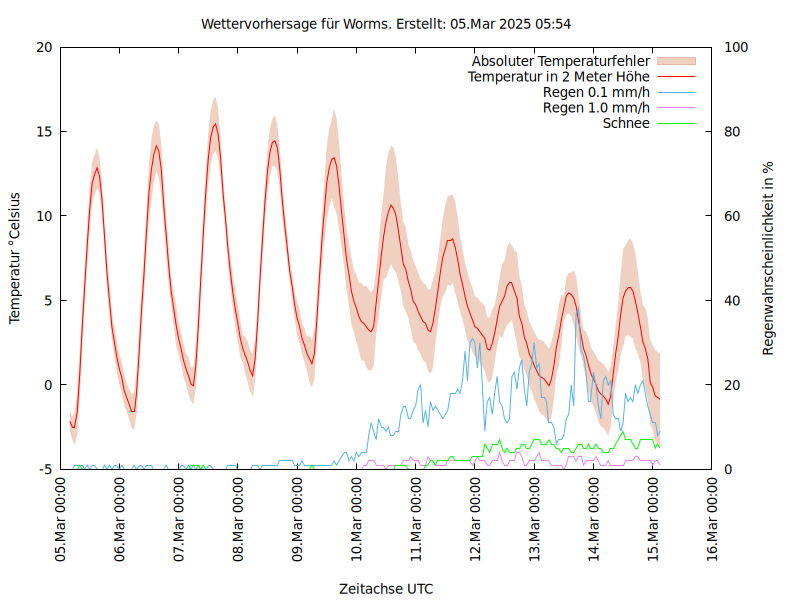 Wettervorhersage für Worms. Erstellt: 05.Mar 2025 05:54
Absoluter Temperaturfehler
Temperatur in 2 Meter Höhe
Regen 0.1 mm/h
Regen 1.0 mm/h
Schnee
Temperatur °Celsius
20
15
10
5
0
-5
100
80
60
40
20
0
Regenwahrscheinlichkeit in %
05.Mar 00:00
06.Mar 00:00
07.Mar 00:00
08.Mar 00:00
09.Mar 00:00
10.Mar 00:00
11.Mar 00:00
12.Mar 00:00
13.Mar 00:00
14.Mar 00:00
15.Mar 00:00
16.Mar 00:00
Zeitachse UTC